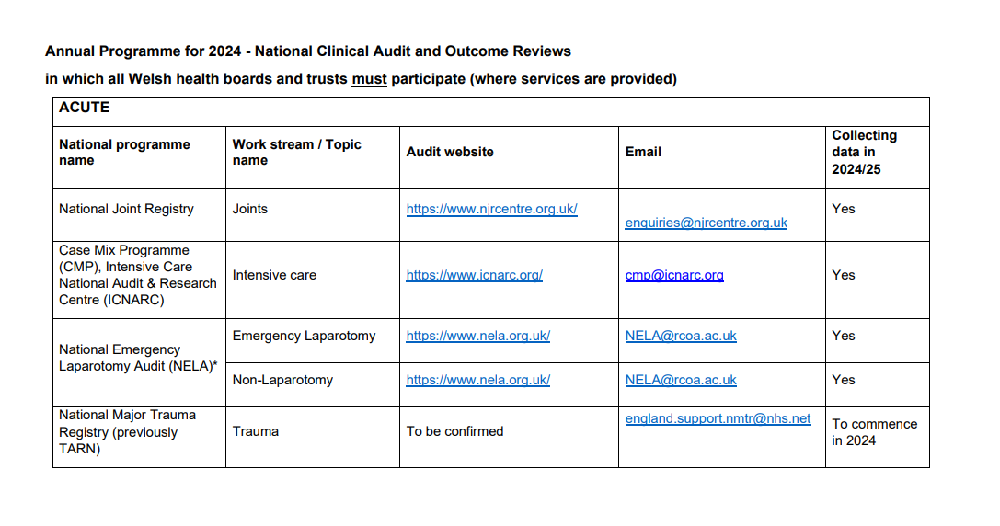 Annual Programme for 2024 - National Clinical Audit and Outcome Reviews
in which all Welsh health boards and trusts must participate (where services are provided)
ACUTE
National programme
name
Work stream / Topic
name
Audit website
Email
Collecting
data in
2024/25
National Joint Registry
Joints
https://www.njrcentre.org.uk/
enquiries@njrcentre.org.uk
Yes
Case Mix Programme
(CMP), Intensive Care
National Audit & Research
Centre (ICNARC)
Intensive care
https://www.icnarc.org/
cmp@icnarc.org
Yes
National Emergency
Laparotomy Audit (NELA)*
Emergency Laparotomy
https://www.nela.org.uk/
NELA@rcoa.ac.uk
Yes
Non-Laparotomy
https://www.nela.org.uk/
NELA@rcoa.ac.uk
Yes
National Major Trauma
Registry (previously
TARN)
Trauma
To be confirmed
england.support.nmtr@nhs.net
To commence
in 2024